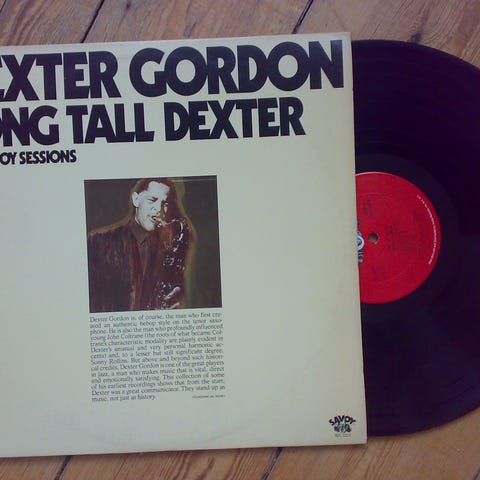 EXTER GORDON
ONG TALL DEXTER
OY SESSIONS
Dexter Gordon is, of course, the man who first cre-
ated an authentic bebop style on the tenor saxo-
phone. He is also the man who profoundly influenced
young John Coltrane (the roots of what became Col-
trane's characteristic modality are plainly evident in
Dexter's unusual and very personal harmonic ac-
cents) and, to a lesser but still significant degree,
Sonny Rollins. But above and beyond such histori-
cal credits, Dexter Gordon is one of the great players
in jazz, a man who makes music that is vital, direct
and emotionally satisfying. This collection of some
of his earliest recordings shows that from the start,
Dexter was a great communicator. They stand up as
music, not just as history.
SAVOY